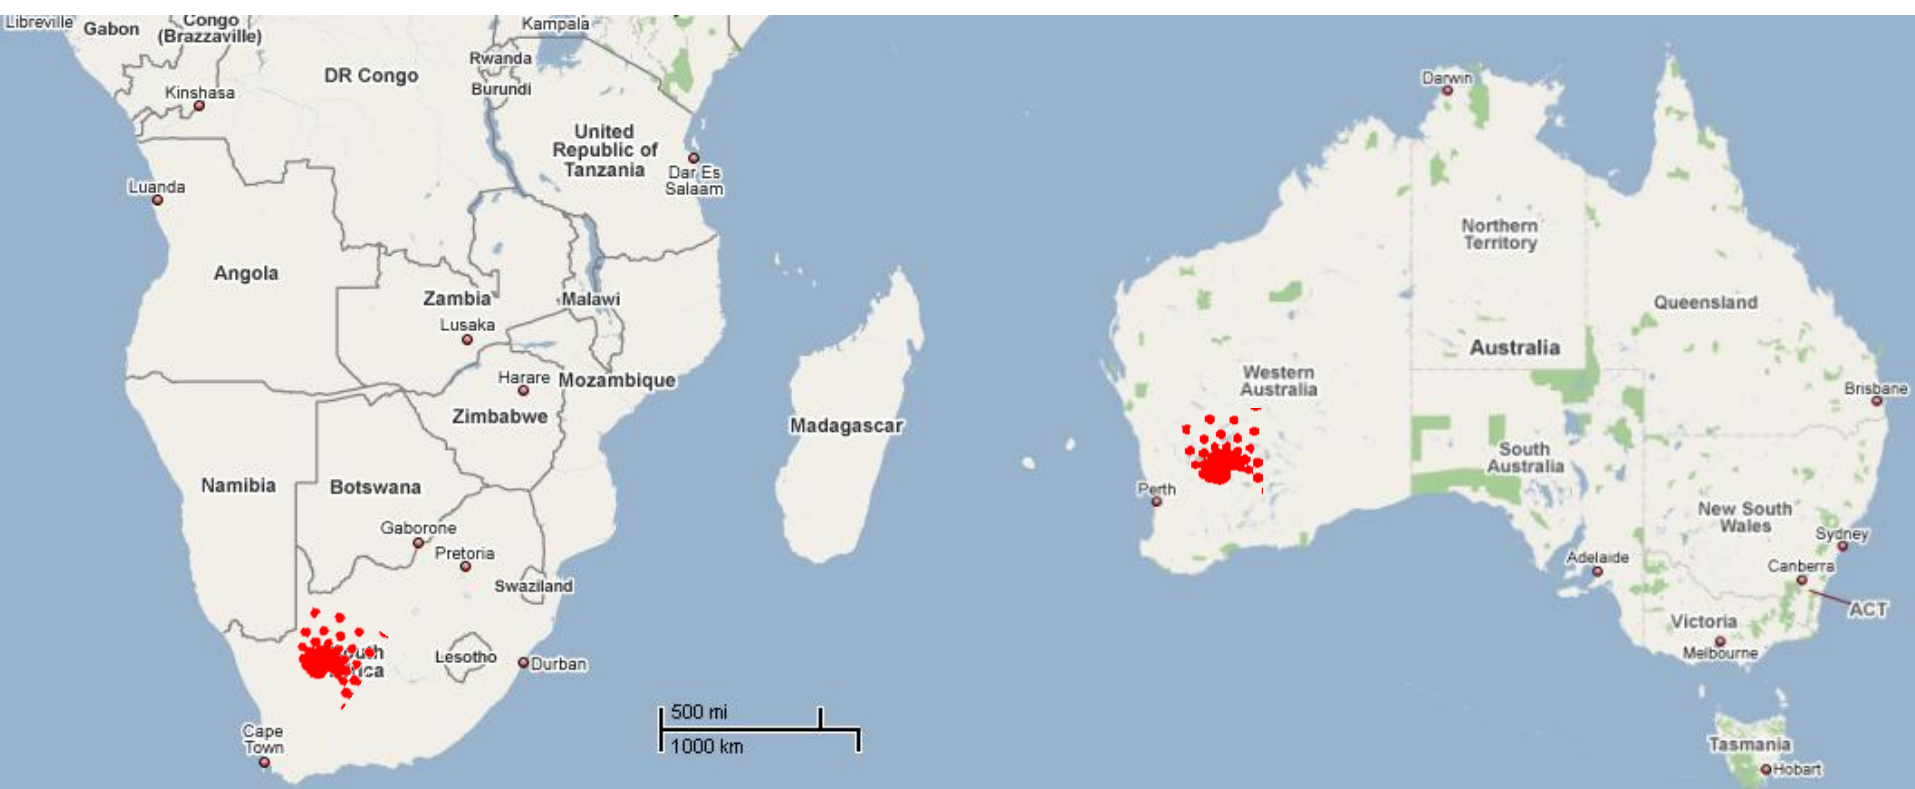 Libreville
Gabon
Congo
(Brazzaville)
Kampala
Rwanda
DR Congo
Burundi
Kinshasa
United
Republic of
Tanzania
Dar Es
Salaam
Luanda
Angola
Zambia
Malawi
Lusaka
Harare
Mozambique
Zimbabwe
Madagascar
Namibia
Botswana
Gaborone
Pretoria
Swaziland
Lesotho
Durban
Cape
Town
500 mi
1000 km
Darwin
Northern
Territory
Queensland
Australia
Western
Australia
Brisbane
South
Australia
Perth
New South
Wales
Sydney
Adelaide
Canberra
ACT
Victoria
Melbourne
Tasmania
Hobart